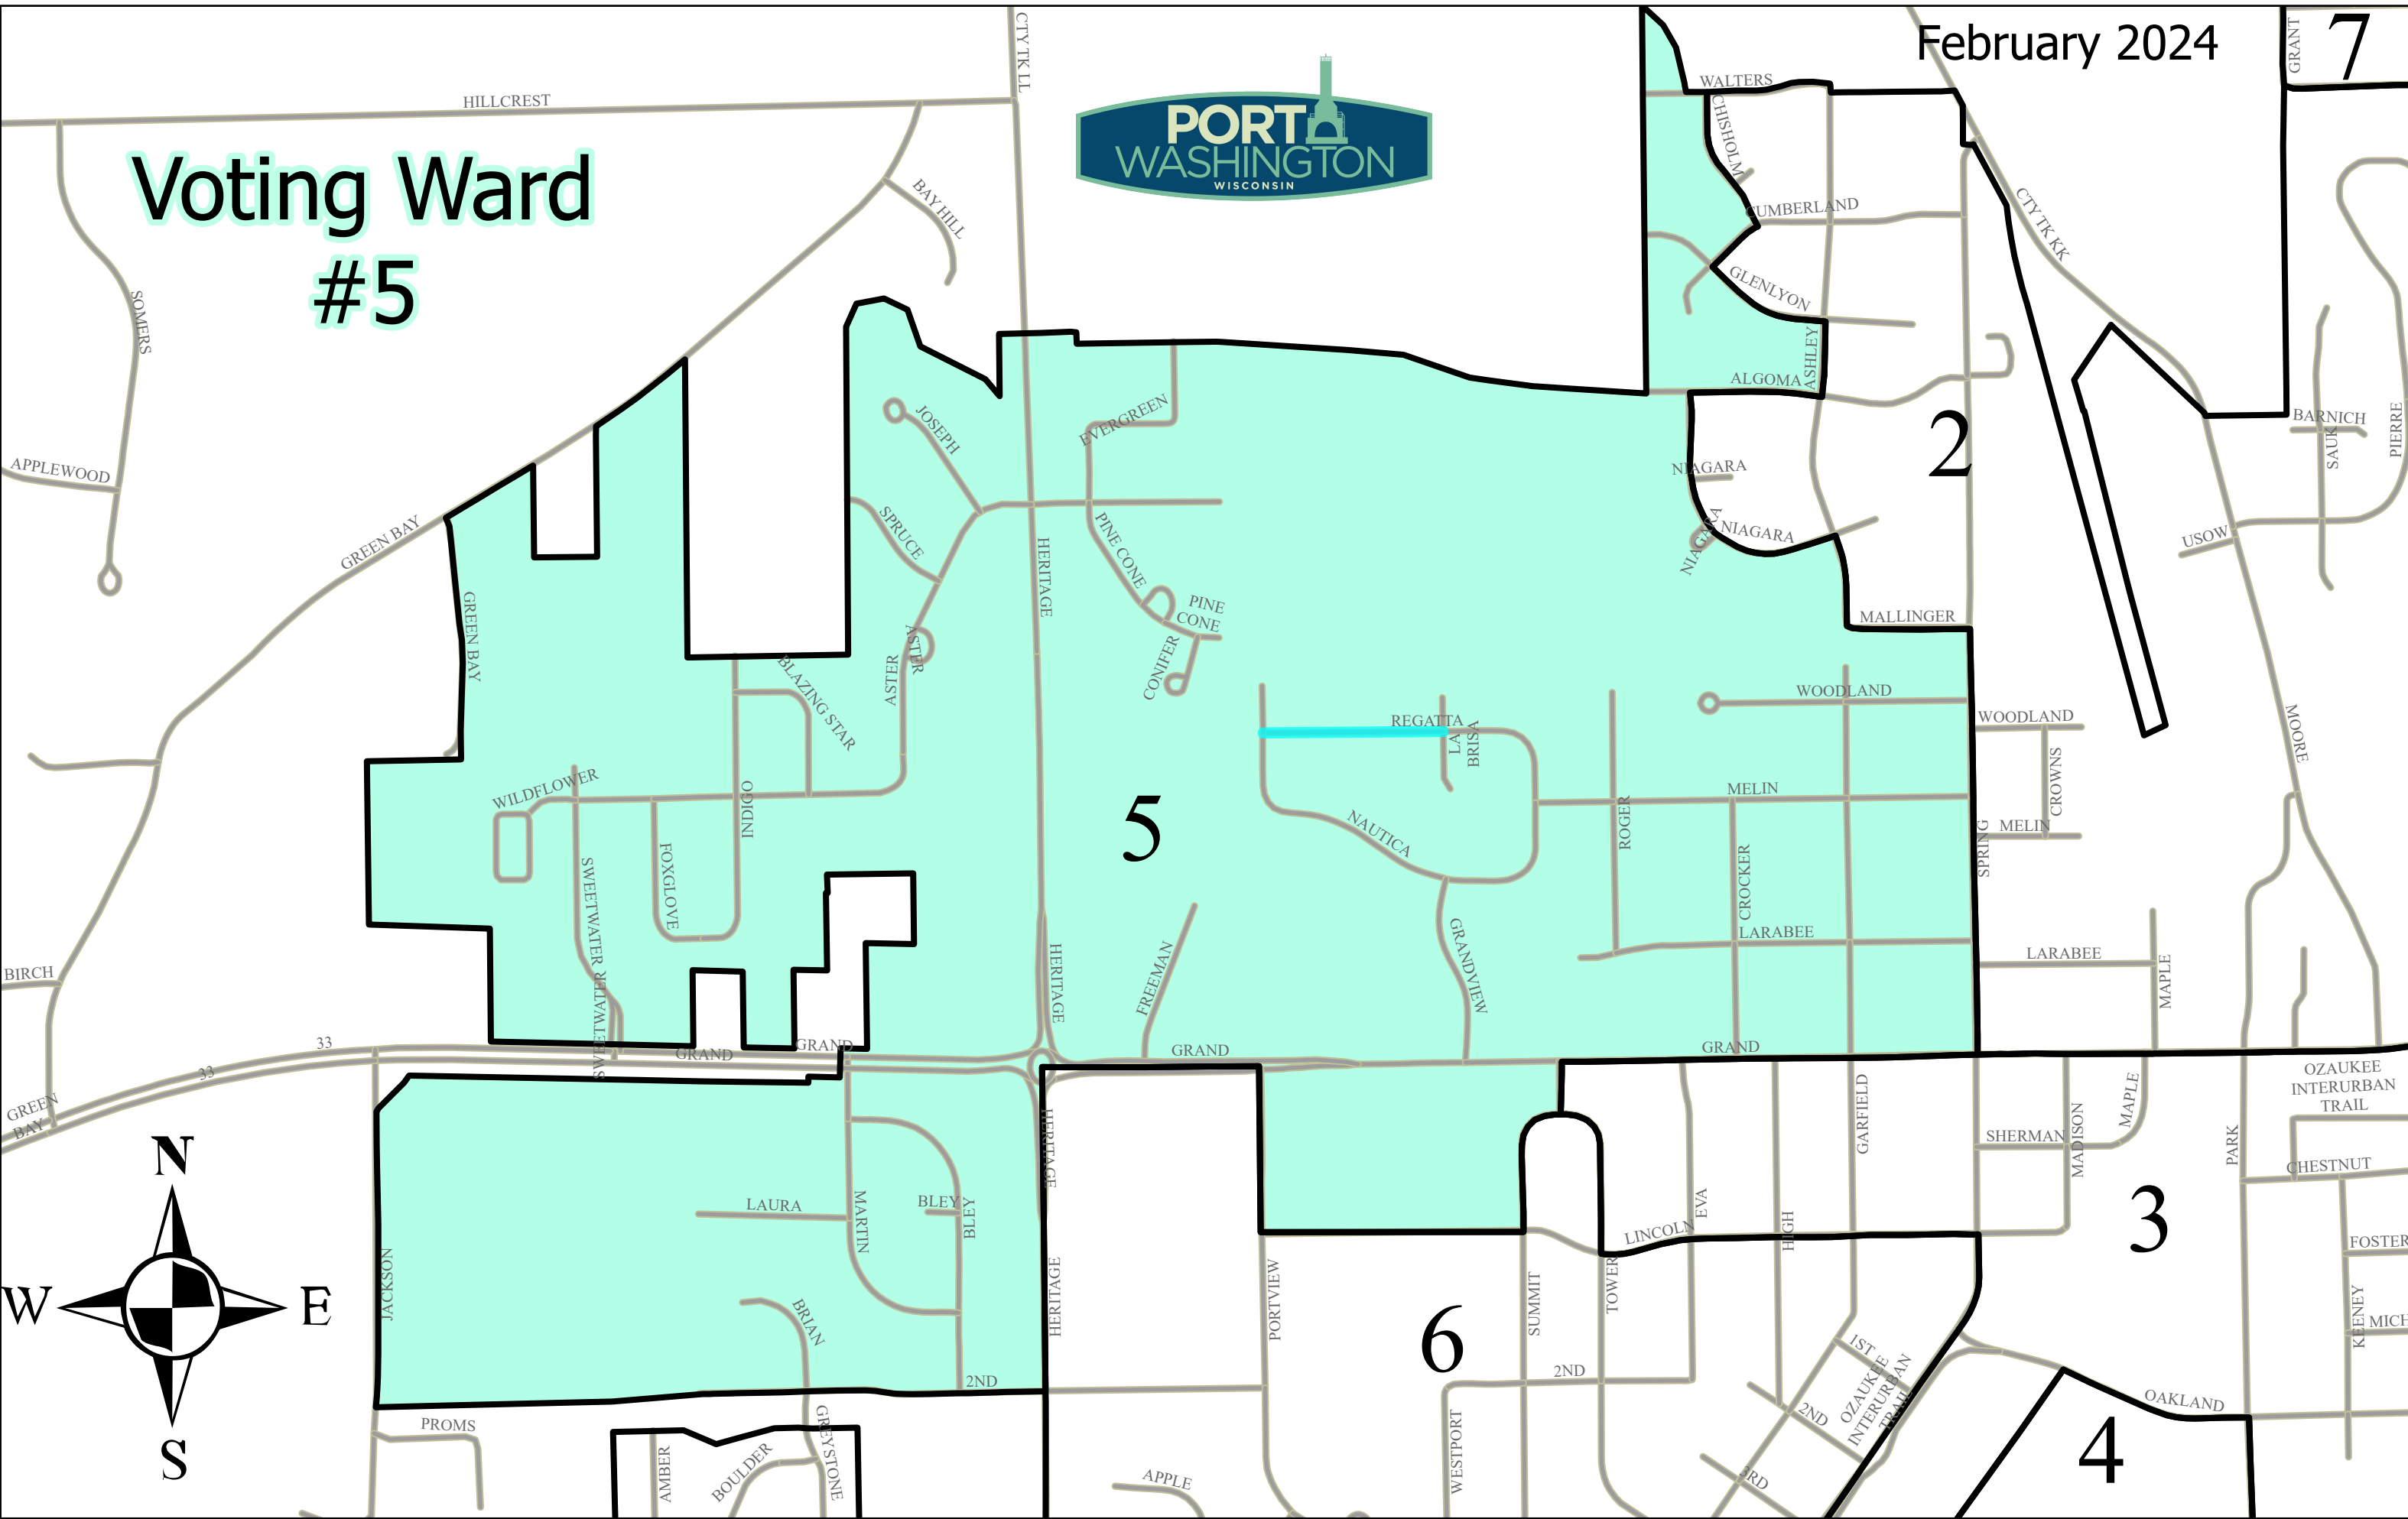 February 2024
7
GRANT
CTY TK LL
WALTERS
HILLCREST
PORT
WASHINGTON
WISCONSIN
CHISHOLM
Voting Ward
#5
BAY HILL
CUMBERLAND
CTY TK KK
GLENLYON
SOMERS
ASHLEY
ALGOMA
JOSEPH
EVERGREEN
2
BARNICH
SAUK
PIERRE
APPLEWOOD
NIAGARA
NIAGARA
NIAGARA
GREEN BAY
SPRUCE
PINE CONE
USOW
HERITAGE
GREEN BAY
PINE
CONE
MALLINGER
ASTER
ASTER
BLAZING STAR
CONIFER
WOODLAND
WOODLAND
REGATTA
LA
BRISA
MOORE
WILDFLOWER
INDIGO
5
NAUTICA
ROGER
MELIN
CROWNS
MELIN
SPRING
FOXGLOVE
SWEETWATER
CROCKER
GRANDVIEW
LARABEE
LARABEE
MAPLE
BIRCH
SWEETWATER
HERITAGE
FREEMAN
33
33
GRAND
GRAND
GRAND
GRAND
GREEN
BAY
OZAUKEE
INTERURBAN
TRAIL
GARFIELD
MAPLE
SHERMAN
MADISON
PARK
CHESTNUT
N
HERITAGE
LAURA
MARTIN
BLEY
BLEY
EVA
HIGH
LINCOLN
3
FOSTER
JACKSON
W
E
HERITAGE
PORTVIEW
SUMMIT
TOWER
BRIAN
6
1ST
KEENEY
MICH
2ND
2ND
OZAUKEE
INTERURBAN
TRAIL
2ND
OAKLAND
S
PROMS
GREYSTONE
AMBER
BOULDER
WESTPORT
4
APPLE
3RD